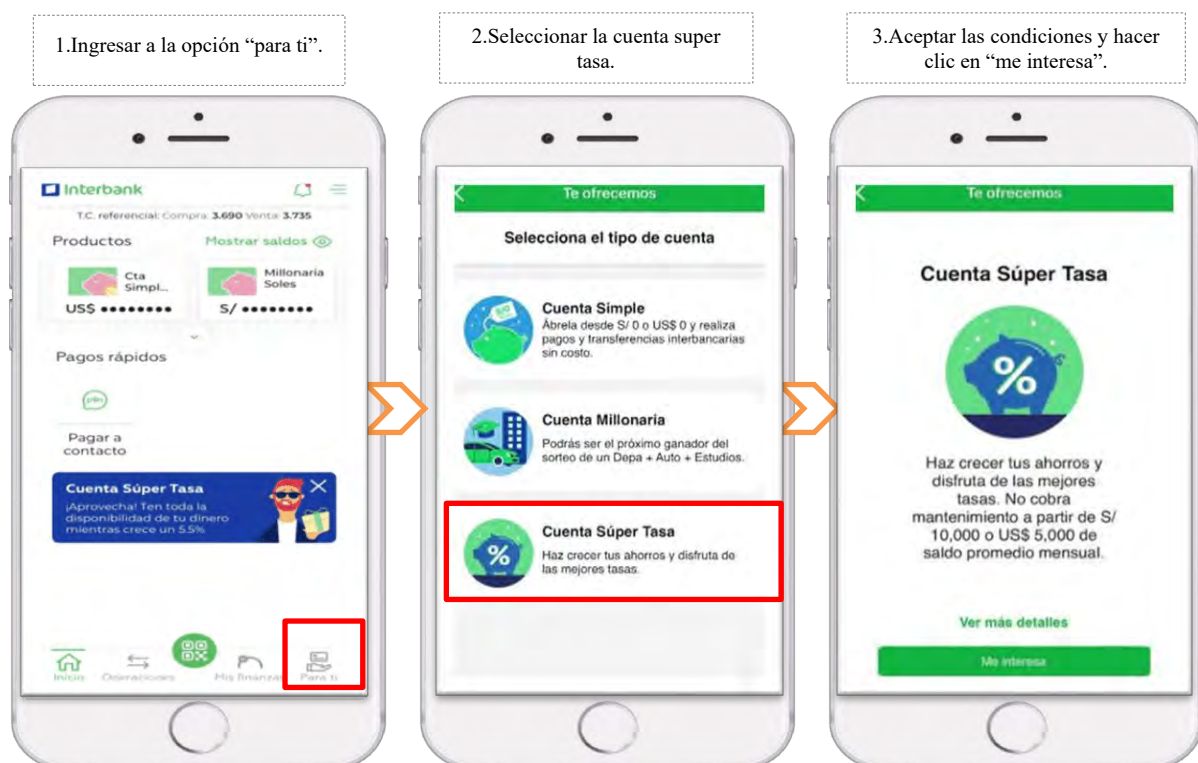 1.Ingresar a la opción “para ti”.
2.Seleccionar la cuenta super
tasa.
3.Aceptar las condiciones y hacer
clic en “me interesa”.
Interbank
T.C. referencial: Compra: 3.690 Venta: 3.735
Productos
Mostrar saldos
Cta
Simpl...
US$ ••••••••
Millonaria
Soles
S/ •••••••••
Pagos rápidos
plin
Pagar a
contacto
Cuenta Súper Tasa
¡Aprovecha! Ten toda la
disponibilidad de tu dinero
mientras crece un 5.5%
Inicio
Operaciones
Mis finanzas
Para ti
Te ofrecemos
Selecciona el tipo de cuenta
Cuenta Simple
Ábrela desde S/ 0 o US$ 0 y realiza
pagos y transferencias interbancarias
sin costo.
Cuenta Millonaria
Podrás ser el próximo ganador del
sorteo de un Depa + Auto + Estudios.
%
Cuenta Súper Tasa
Haz crecer tus ahorros y disfruta de
las mejores tasas.
Te ofrecemos
Cuenta Súper Tasa
%
Haz crecer tus ahorros y
disfruta de las mejores
tasas. No cobra
mantenimiento a partir de S/
10,000 o US$ 5,000 de
saldo promedio mensual.
Ver más detalles
Me interesa